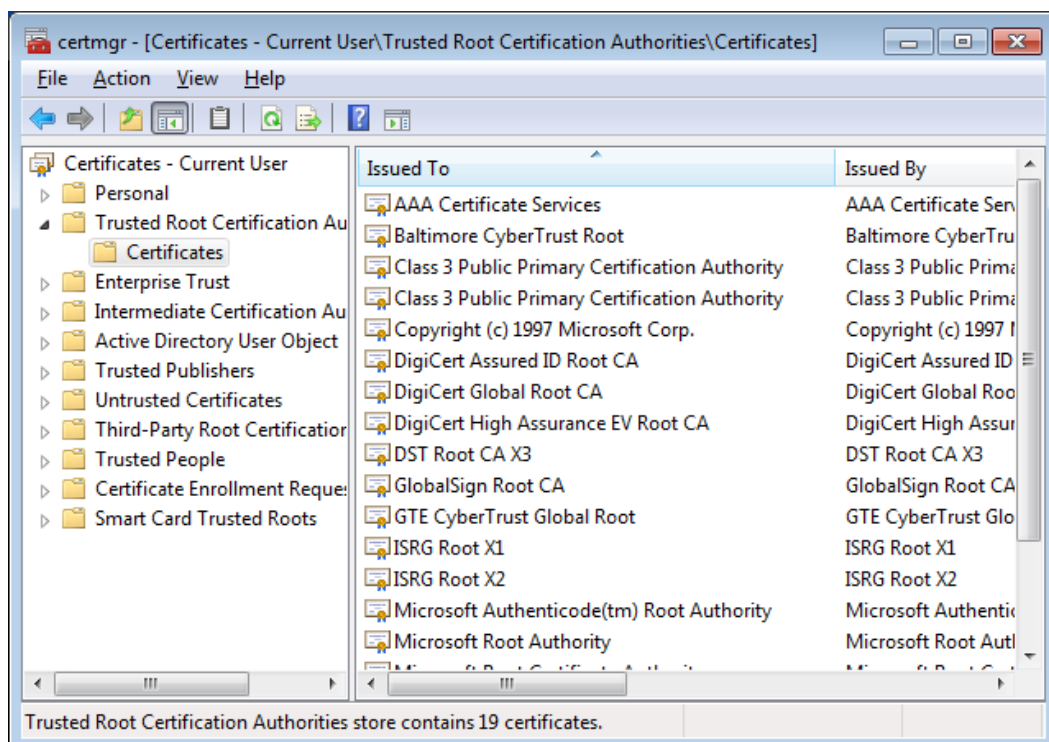 certmgr - [Certificates - Current User\Trusted Root Certification Authorities\Certificates]
File Action View Help
Certificates - Current User
Personal
Trusted Root Certification Au
Certificates
Enterprise Trust
Intermediate Certification Au
Active Directory User Object
Trusted Publishers
Untrusted Certificates
Third-Party Root Certification
Trusted People
Certificate Enrollment Reques
Smart Card Trusted Roots
Issued To Issued By
AAA Certificate Services AAA Certificate Serv
Baltimore CyberTrust Root Baltimore CyberTru
Class 3 Public Primary Certification Authority Class 3 Public Prima
Class 3 Public Primary Certification Authority Class 3 Public Prima
Copyright (c) 1997 Microsoft Corp. Copyright (c) 1997
DigiCert Assured ID Root CA DigiCert Assured ID
DigiCert Global Root CA DigiCert Global Roo
DigiCert High Assurance EV Root CA DigiCert High Assur
DST Root CA X3 DST Root CA X3
GlobalSign Root CA GlobalSign Root CA
GTE CyberTrust Global Root GTE CyberTrust Glo
ISRG Root X1 ISRG Root X1
ISRG Root X2 ISRG Root X2
Microsoft Authenticode(tm) Root Authority Microsoft Authentic
Microsoft Root Authority Microsoft Root Aut
Trusted Root Certification Authorities store contains 19 certificates.